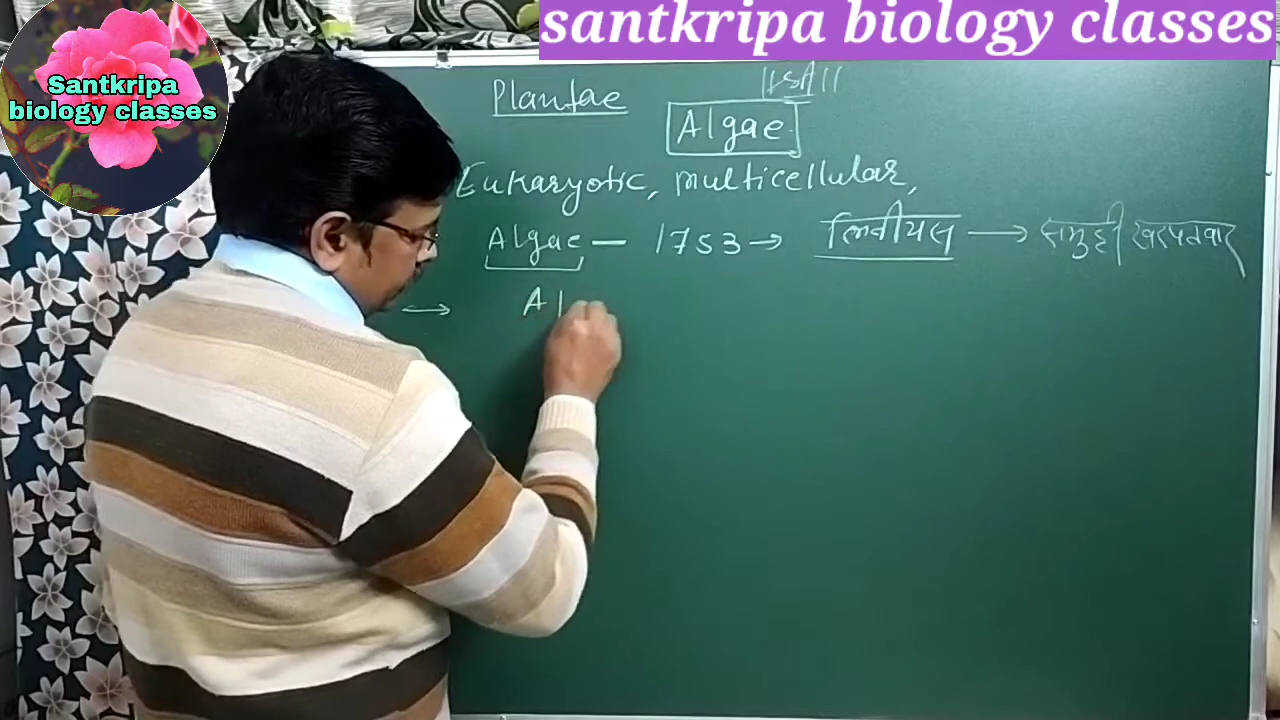 santkripa biology classes
Santkripa
biology classes
Plantae
Algae
Eukaryotic, multicellular,
Algae — 1753 → लिनीयस → समुद्री खरपतवार
→ Al